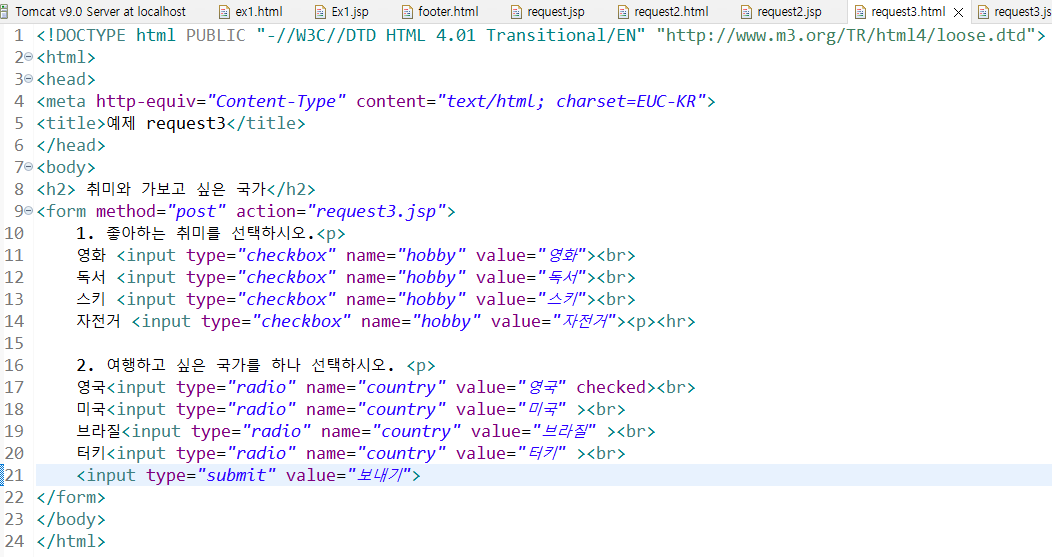 Tomcat v9.0 Server at localhost ex1.html Ex1.jsp footer.html request.jsp request2.html request2.jsp request3.html request3.js
1 <!DOCTYPE html PUBLIC "-//W3C//DTD HTML 4.01 Transitional/EN" "http://www.m3.org/TR/html4/loose.dtd">
2 <html>
3 <head>
4 <meta http-equiv="Content-Type" content="text/html; charset=EUC-KR">
5 <title>예제 request3</title>
6 </head>
7 <body>
8 <h2> 취미와 가보고 싶은 국가</h2>
9 <form method="post" action="request3.jsp">
10 1. 좋아하는 취미를 선택하시오.<p>
11 영화 <input type="checkbox" name="hobby" value="영화"><br>
12 독서 <input type="checkbox" name="hobby" value="독서"><br>
13 스키 <input type="checkbox" name="hobby" value="스키"><br>
14 자전거 <input type="checkbox" name="hobby" value="자전거"><p><hr>
15
16 2. 여행하고 싶은 국가를 하나 선택하시오. <p>
17 영국<input type="radio" name="country" value="영국" checked><br>
18 미국<input type="radio" name="country" value="미국" ><br>
19 브라질<input type="radio" name="country" value="브라질" ><br>
20 터키<input type="radio" name="country" value="터키" ><br>
21 <input type="submit" value="보내기">
22 </form>
23 </body>
24 </html>